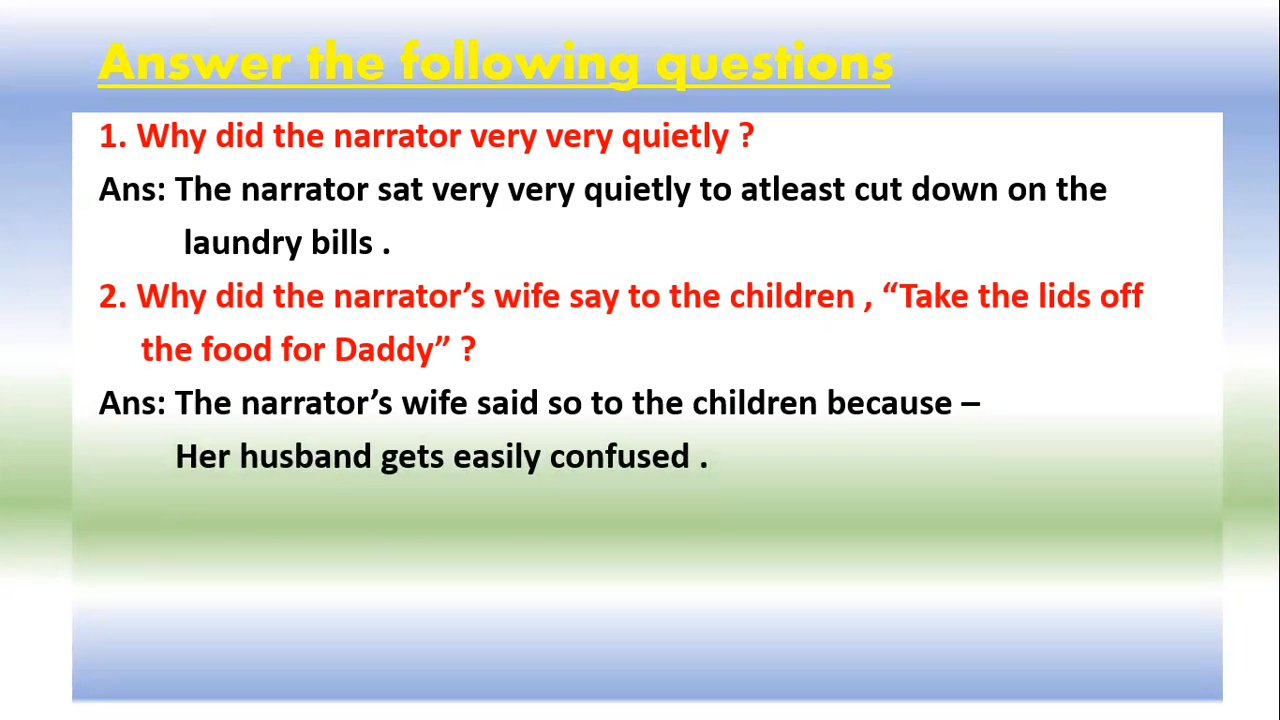 Answer the following questions
1. Why did the narrator very very quietly ?
Ans: The narrator sat very very quietly to atleast cut down on the
laundry bills .
2. Why did the narrator’s wife say to the children , “Take the lids off
the food for Daddy” ?
Ans: The narrator’s wife said so to the children because –
Her husband gets easily confused .